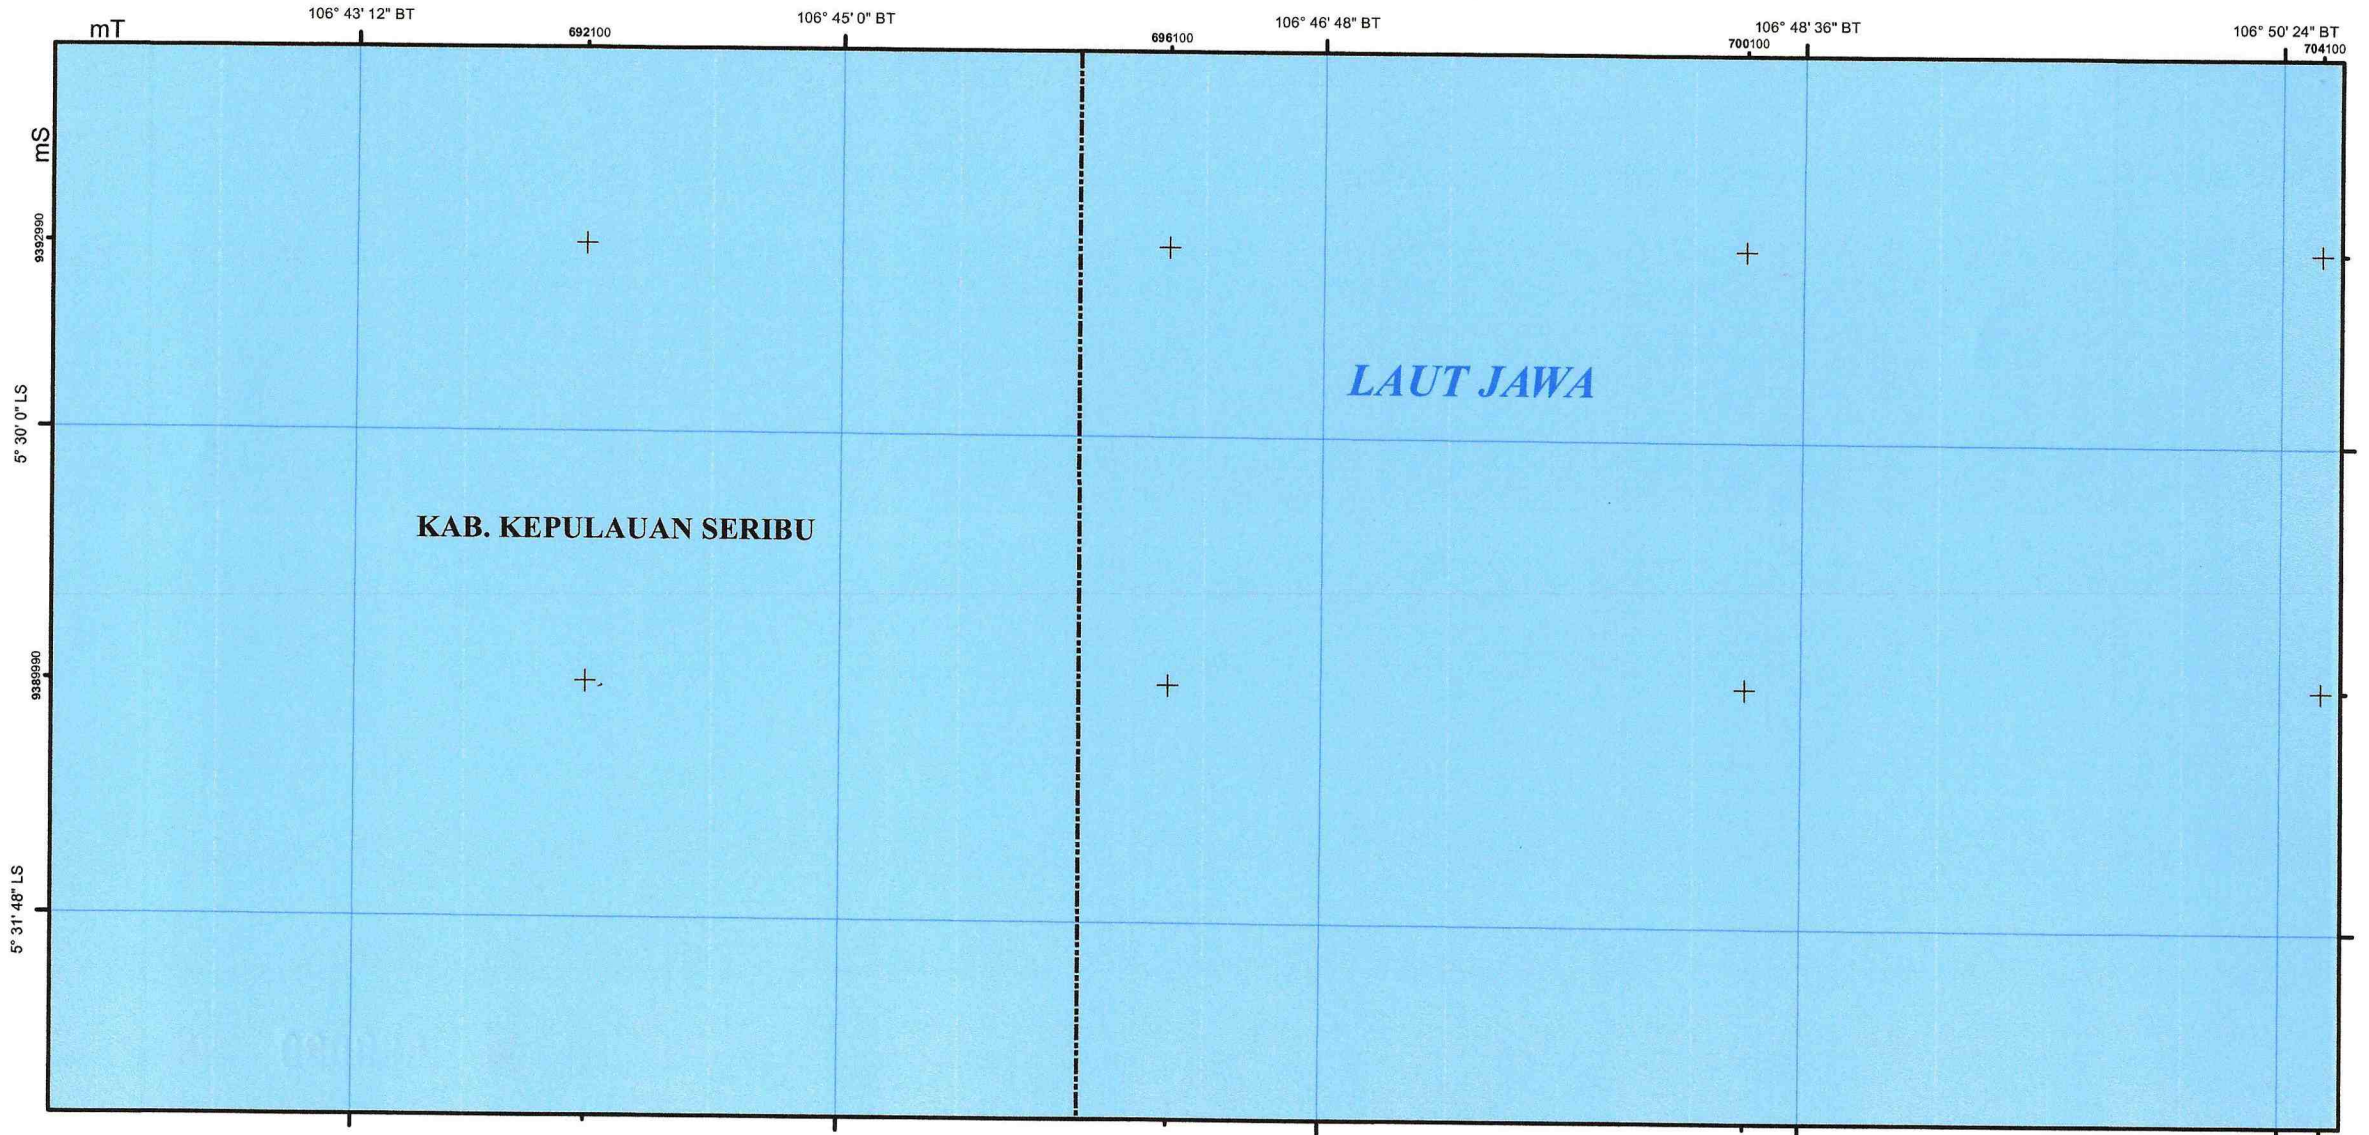 106° 43' 12" BT
106° 45' 0" BT
106° 46' 48" BT
106° 48' 36" BT
106° 50' 24" BT
mT
692100
696100
700100
704100
mS
9392990
LAUT JAWA
5° 30' 0" LS
KAB. KEPULAUAN SERIBU
9389990
5° 31' 48" LS